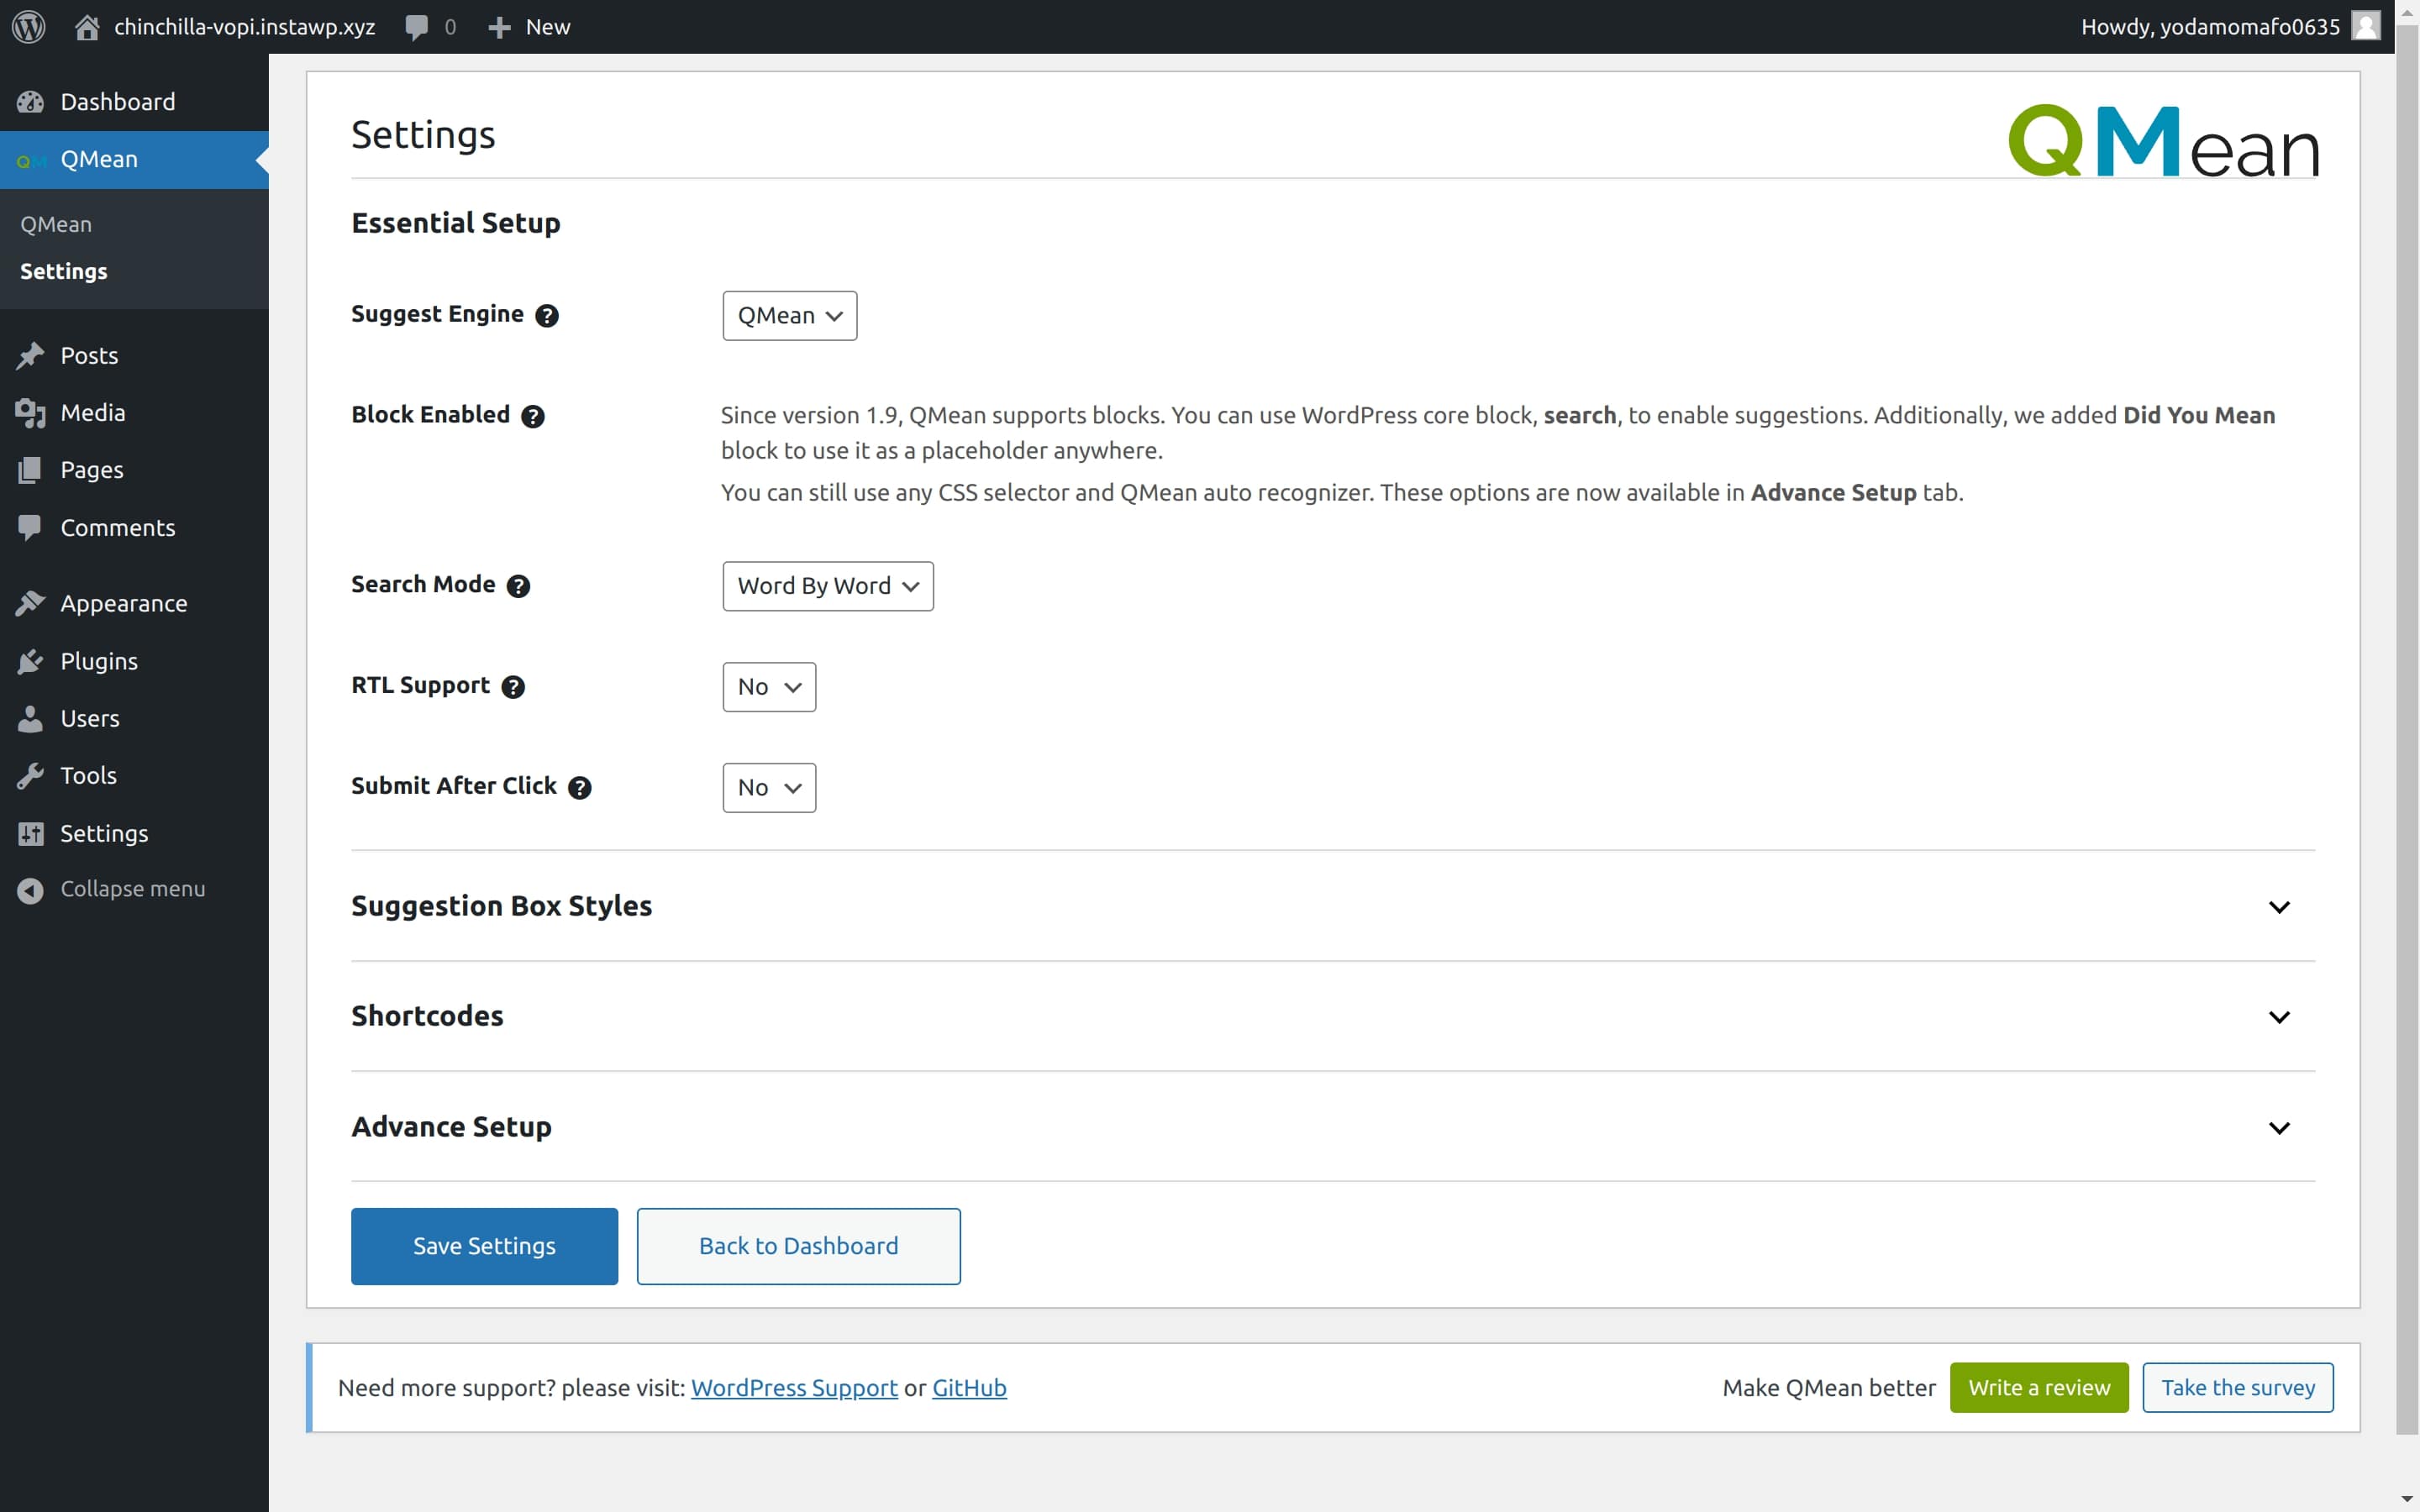 chinchilla-vopi.instawp.xyz 0 New Howdy, yodamomafo0635
Dashboard
QMean
QMean
Settings
Posts
Media
Pages
Comments
Appearance
Plugins
Users
Tools
Settings
Collapse menu
Settings
QMean
Essential Setup
Suggest Engine ? QMean
Block Enabled ? Since version 1.9, QMean supports blocks. You can use WordPress core block, search, to enable suggestions. Additionally, we added Did You Mean
block to use it as a placeholder anywhere.
You can still use any CSS selector and QMean auto recognizer. These options are now available in Advance Setup tab.
Search Mode ? Word By Word
RTL Support ? No
Submit After Click ? No
Suggestion Box Styles
Shortcodes
Advance Setup
Save Settings Back to Dashboard
Need more support? please visit: WordPress Support or GitHub Make QMean better Write a review Take the survey